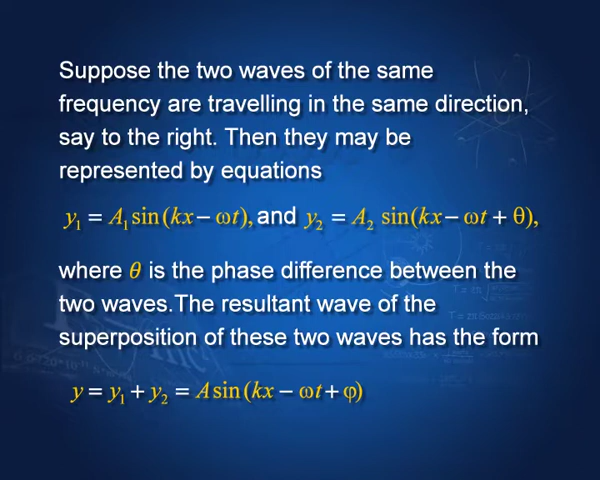 Suppose the two waves of the same
frequency are travelling in the same direction,
say to the right. Then they may be
represented by equations
y₁ = A₁ sin(kx − ωt), and y₂ = A₂ sin(kx − ωt + θ),
where θ is the phase difference between the
two waves.The resultant wave of the
superposition of these two waves has the form
y = y₁ + y₂ = A sin(kx − ωt + φ)